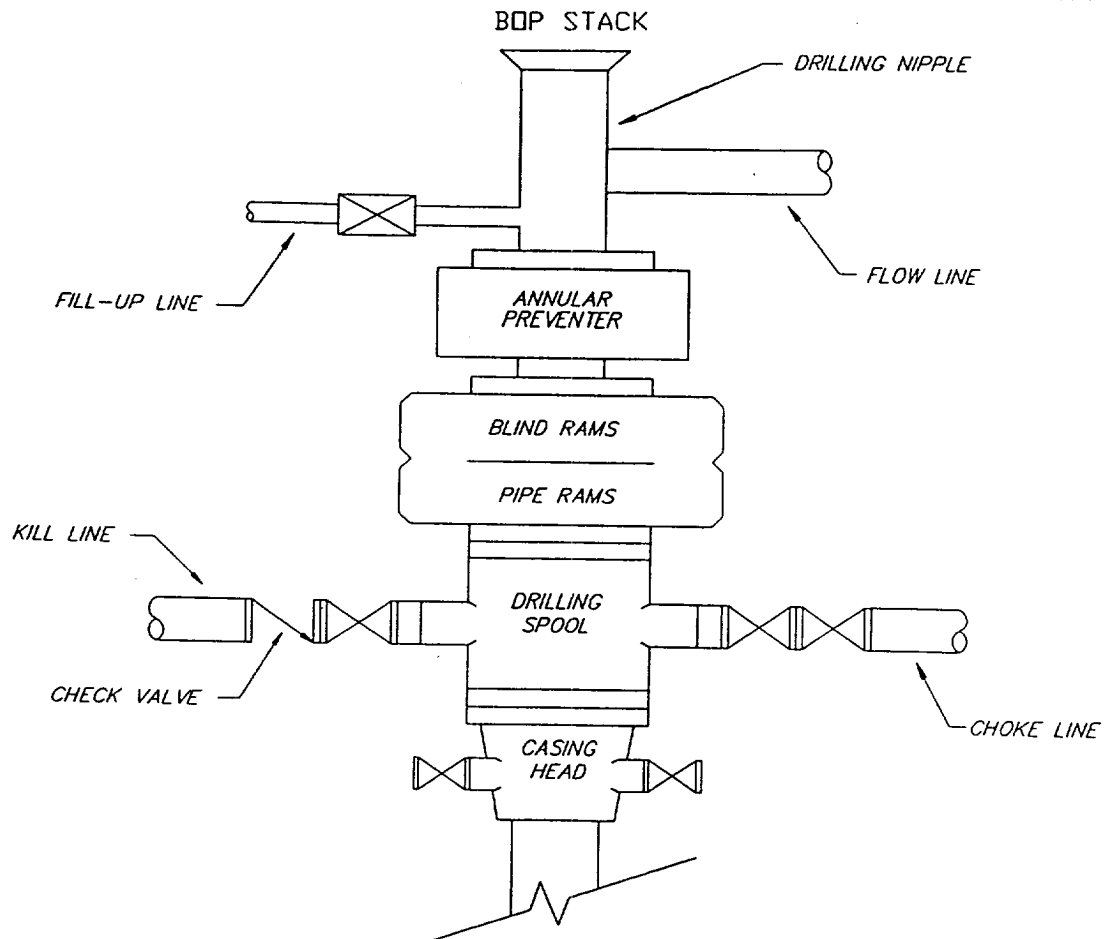 BOP STACK
DRILLING NIPPLE
FLOW LINE
FILL-UP LINE
ANNULAR
PREVENTER
BLIND RAMS
PIPE RAMS
KILL LINE
DRILLING
SPOOL
CHECK VALVE
CHOKE LINE
CASING
HEAD